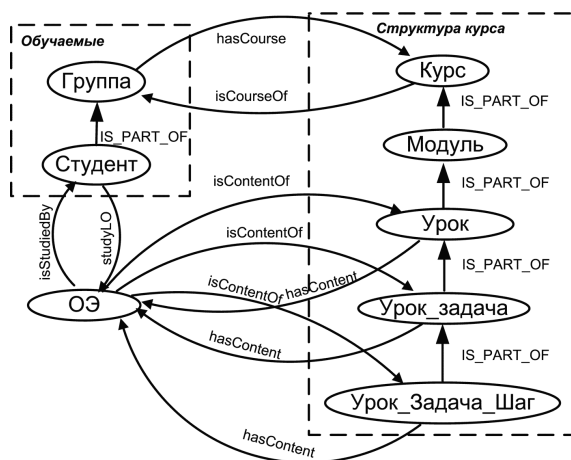 Структура курса
Обучаемые
hasCourse
Группа
Курс
isCourseOf
IS_PART_OF
IS_PART_OF
Модуль
Студент
IS_PART_OF
isContentOf
Урок
isStudiedBy
studyLO
isContentOf
IS_PART_OF
isContentOf
hasContent
ОЭ
Урок_задача
hasContent
IS_PART_OF
Урок_Задача_Шаг
hasContent